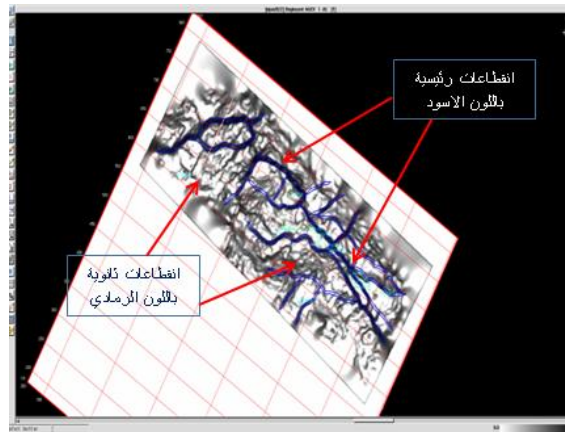 انقطاعات رئيسية
باللون الاسود
انقطاعات ثانوية
باللون الرمادي